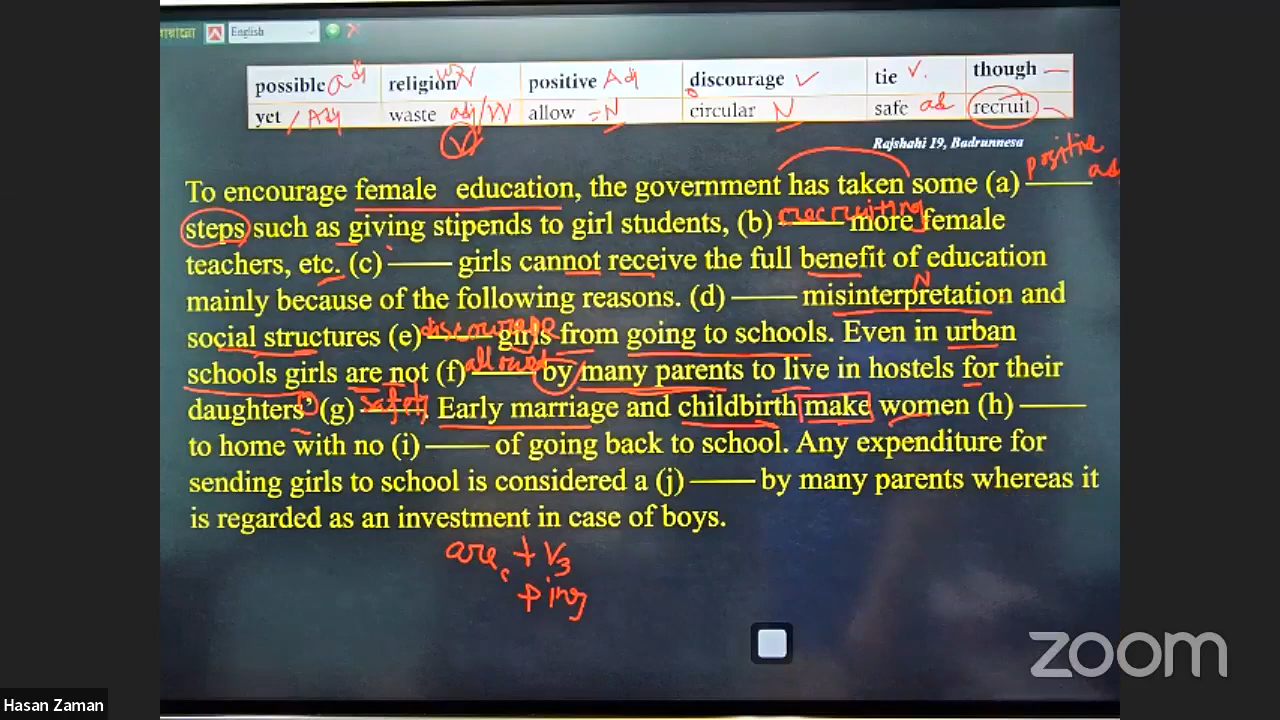 English
possible adj religion N positive Adj discourage tie v. though
yet / Adj waste adj/N/V allow = N circular N safe ad recruit
Rajshahi 19, Badrunnesa
positive
To encourage female education, the government has taken some (a) ——
recruiting
steps such as giving stipends to girl students, (b) —— more female
teachers, etc. (c) —— girls cannot receive the full benefit of education
N
mainly because of the following reasons. (d) —— misinterpretation and
discourage
social structures (e) —— girls from going to schools. Even in urban
allowed
schools girls are not (f) —— by many parents to live in hostels for their
safety
daughters’ (g) ——. Early marriage and childbirth make women (h) ——
to home with no (i) —— of going back to school. Any expenditure for
sending girls to school is considered a (j) —— by many parents whereas it
is regarded as an investment in case of boys.
are + V3
+ ing
zoom
Hasan Zaman